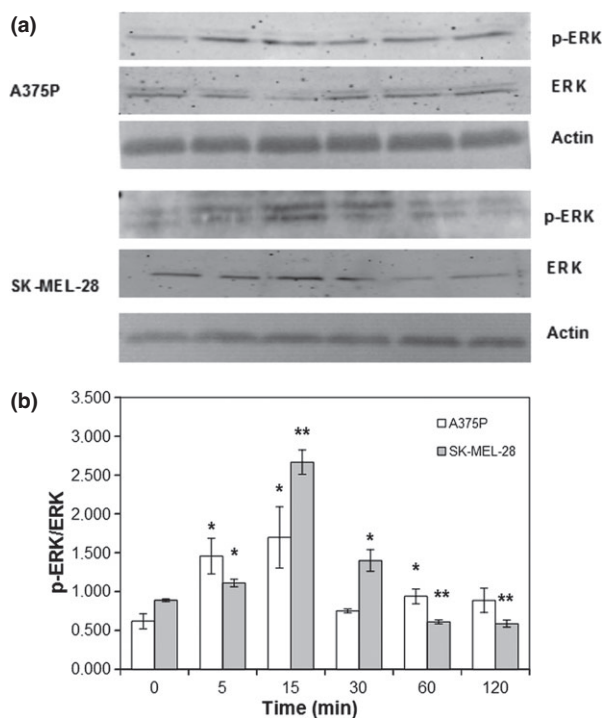 (a)
p-ERK
A375P
ERK
Actin
p-ERK
SK-MEL-28
ERK
Actin
(b)
p-ERK/ERK
3.500
3.000
2.500
2.000
1.500
1.000
0.500
0.000
A375P
SK-MEL-28
* * * ** * * ** **
0 5 15 30 60 120
Time (min)